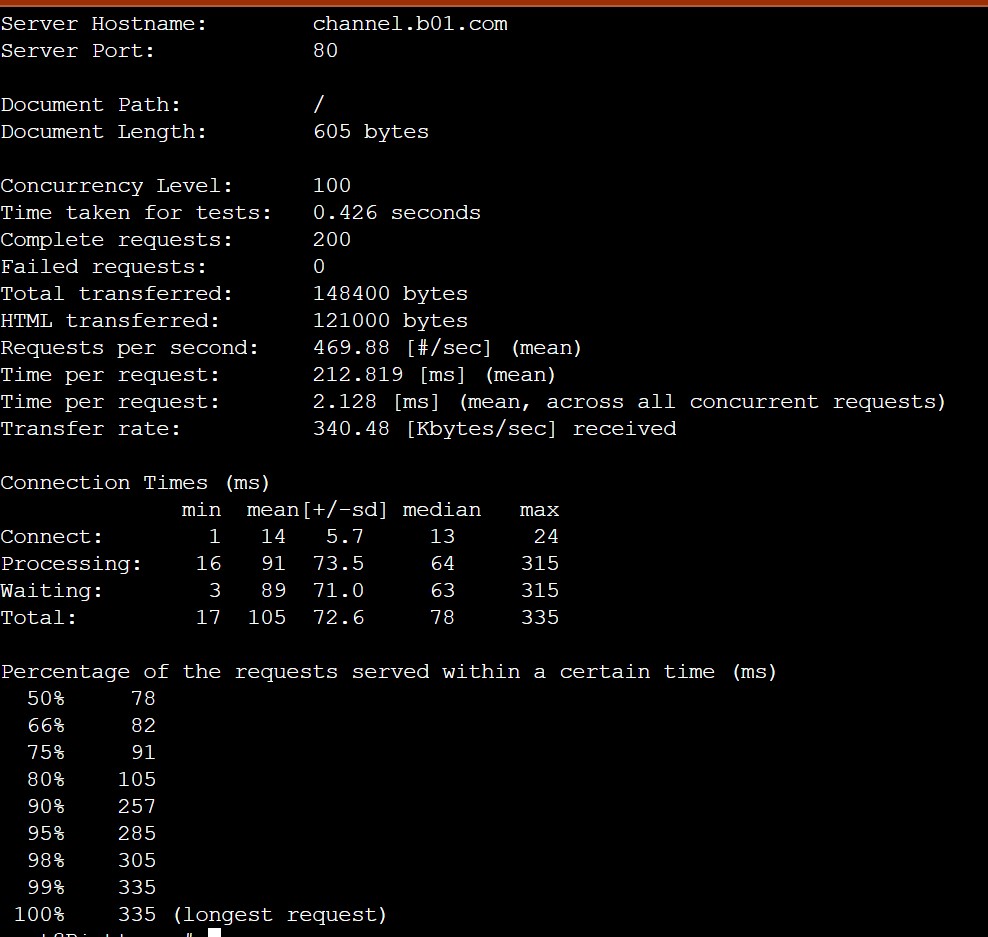 Server Hostname: channel.b01.com
Server Port: 80
Document Path: /
Document Length: 605 bytes
Concurrency Level: 100
Time taken for tests: 0.426 seconds
Complete requests: 200
Failed requests: 0
Total transferred: 148400 bytes
HTML transferred: 121000 bytes
Requests per second: 469.88 [#/sec] (mean)
Time per request: 212.819 [ms] (mean)
Time per request: 2.128 [ms] (mean, across all concurrent requests)
Transfer rate: 340.48 [Kbytes/sec] received
Connection Times (ms)
min mean[+/-sd] median max
Connect: 1 14 5.7 13 24
Processing: 16 91 73.5 64 315
Waiting: 3 89 71.0 63 315
Total: 17 105 72.6 78 335
Percentage of the requests served within a certain time (ms)
50% 78
66% 82
75% 91
80% 105
90% 257
95% 285
98% 305
99% 335
100% 335 (longest request)